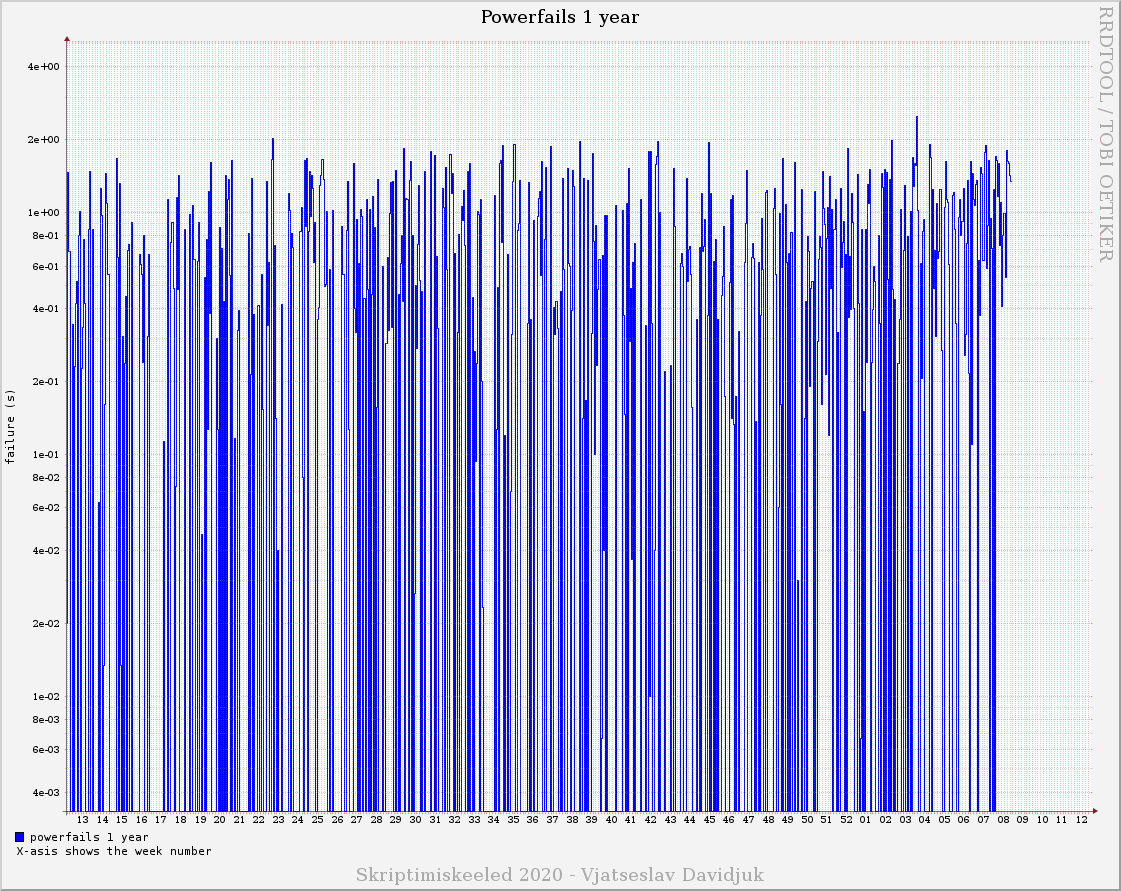 Powerfails 1 year
RRDTOOL / TOBI OETIKER
failure (s)
4e+00
2e+00
1e+00
8e-01
6e-01
4e-01
2e-01
1e-01
8e-02
6e-02
4e-02
2e-02
1e-02
8e-03
6e-03
4e-03
13 14 15 16 17 18 19 20 21 22 23 24 25 26 27 28 29 30 31 32 33 34 35 36 37 38 39 40 41 42 43 44 45 46 47 48 49 50 51 52 01 02 03 04 05 06 07 08 09 10 11 12
powerfails 1 year
X-asis shows the week number
Skriptimiskeeled 2020 - Vjatseslav Davidjuk